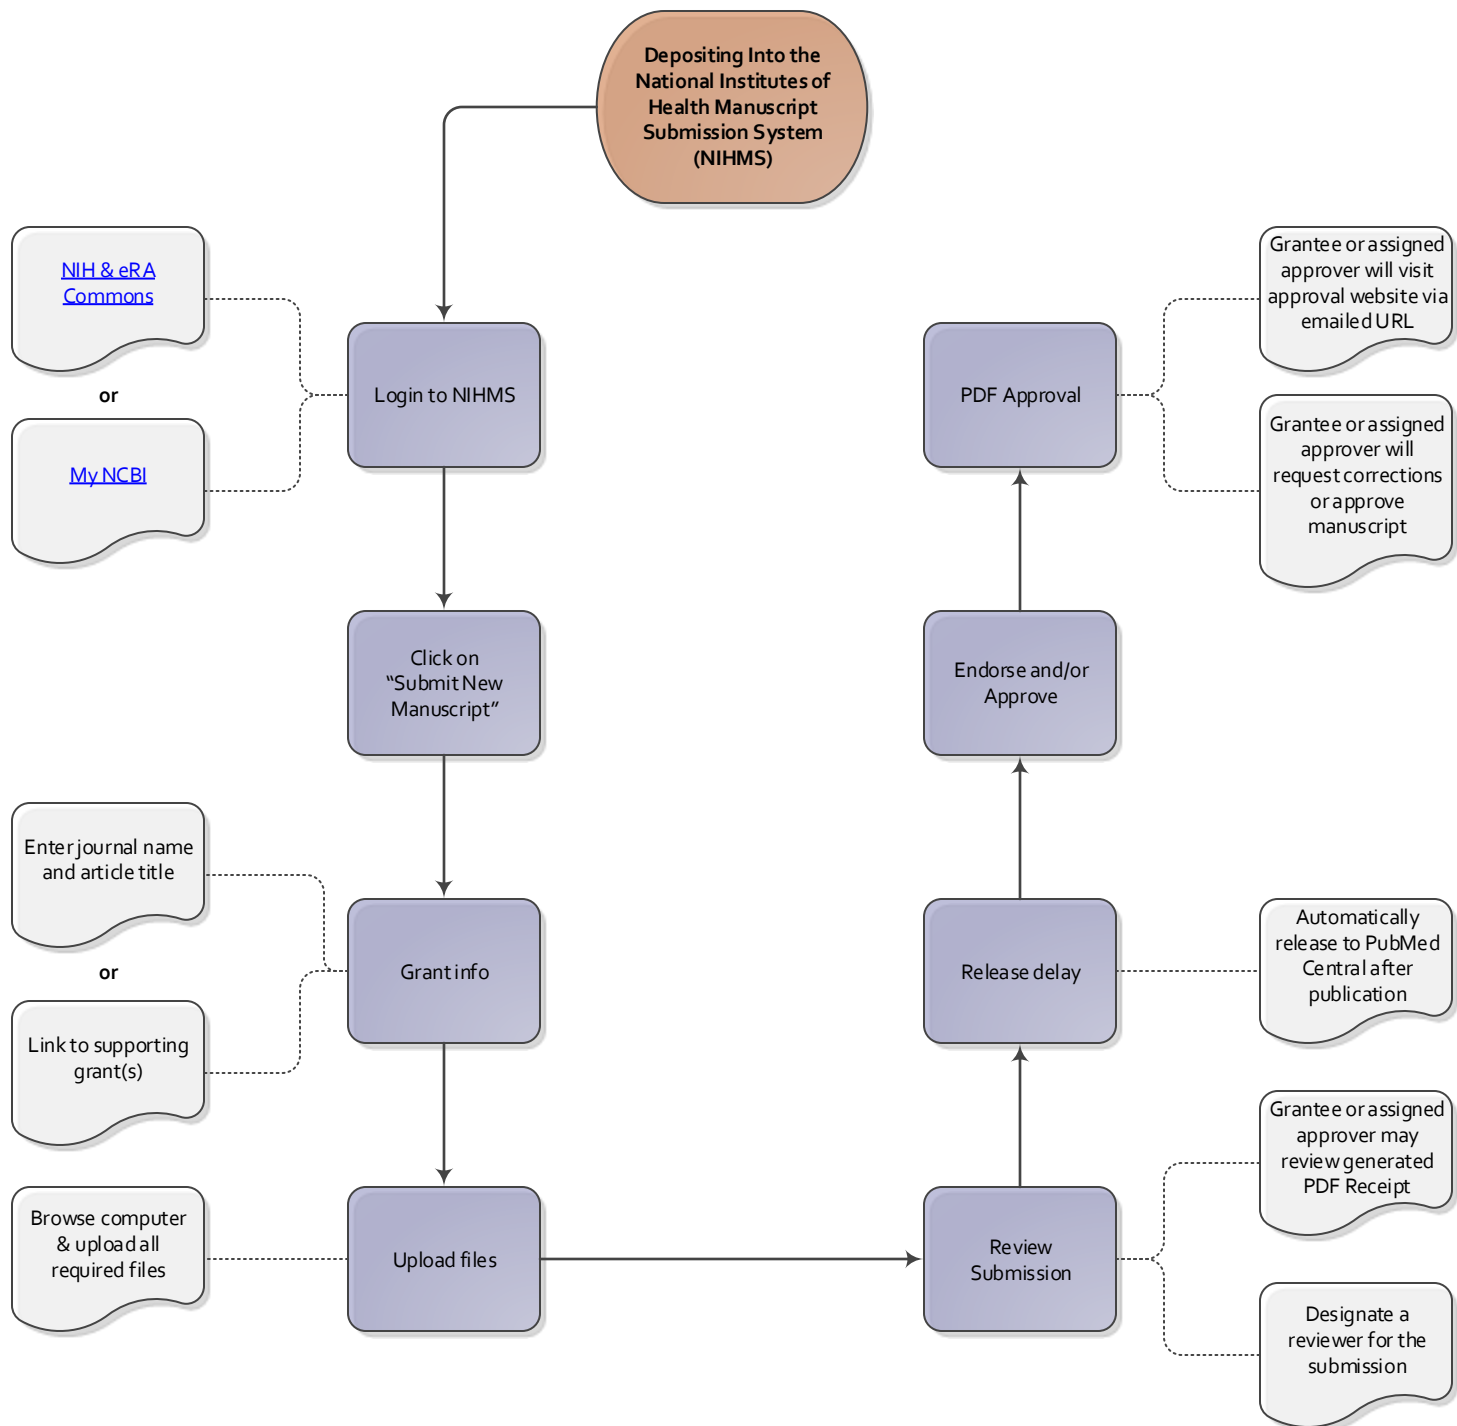 Depositing Into the
National Institutes of
Health Manuscript
Submission System
(NIHMS)
NIH & eRA
Commons
or
My NCBI
Login to NIHMS
Click on
“Submit New
Manuscript”
Enter journal name
and article title
or
Link to supporting
grant(s)
Grant info
Browse computer
& upload all
required files
Upload files
Review
Submission
Grantee or assigned
approver may
review generated
PDF Receipt
Designate a
reviewer for the
submission
Release delay
Automatically
release to PubMed
Central after
publication
Endorse and/or
Approve
PDF Approval
Grantee or assigned
approver will visit
approval website via
emailed URL
Grantee or assigned
approver will
request corrections
or approve
manuscript